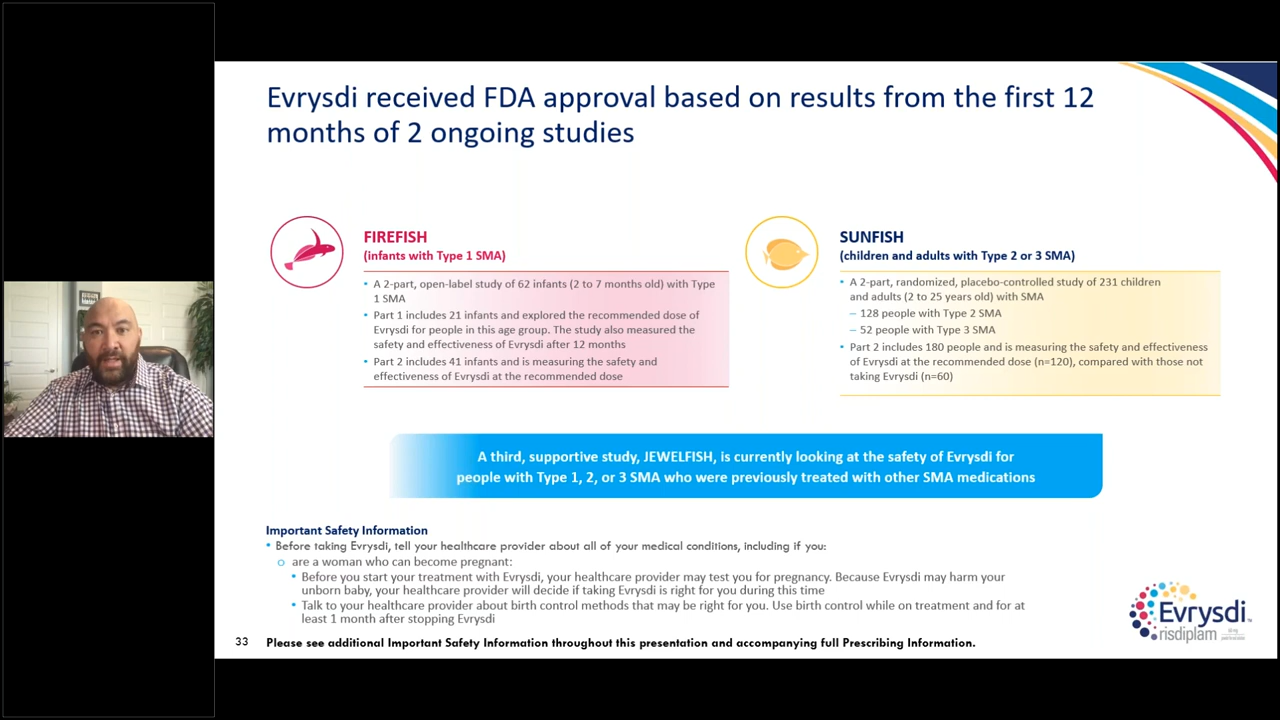 Evrysdi received FDA approval based on results from the first 12
months of 2 ongoing studies
FIREFISH
(infants with Type 1 SMA)
• A 2-part, open-label study of 62 infants (2 to 7 months old) with Type
1 SMA
• Part 1 includes 21 infants and explored the recommended dose of
Evrysdi for people in this age group. The study also measured the
safety and effectiveness of Evrysdi after 12 months
• Part 2 includes 41 infants and is measuring the safety and
effectiveness of Evrysdi at the recommended dose
SUNFISH
(children and adults with Type 2 or 3 SMA)
• A 2-part, randomized, placebo-controlled study of 231 children
and adults (2 to 25 years old) with SMA
– 128 people with Type 2 SMA
– 52 people with Type 3 SMA
• Part 2 includes 180 people and is measuring the safety and effectiveness
of Evrysdi at the recommended dose (n=120), compared with those not
taking Evrysdi (n=60)
A third, supportive study, JEWELFISH, is currently looking at the safety of Evrysdi for
people with Type 1, 2, or 3 SMA who were previously treated with other SMA medications
Important Safety Information
• Before taking Evrysdi, tell your healthcare provider about all of your medical conditions, including if you:
o are a woman who can become pregnant:
• Before you start your treatment with Evrysdi, your healthcare provider may test you for pregnancy. Because Evrysdi may harm your
unborn baby, your healthcare provider will decide if taking Evrysdi is right for you during this time
• Talk to your healthcare provider about birth control methods that may be right for you. Use birth control while on treatment and for at
least 1 month after stopping Evrysdi
33 Please see additional Important Safety Information throughout this presentation and accompanying full Prescribing Information.
Evrysdi™
risdiplam